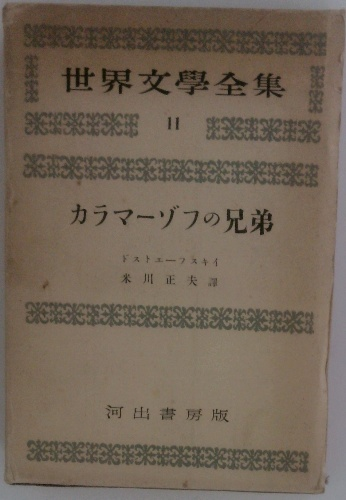 世界文學全集
11
カラマーゾフの兄弟
ドストエーフスキイ
米川正夫 譯
河出書房版